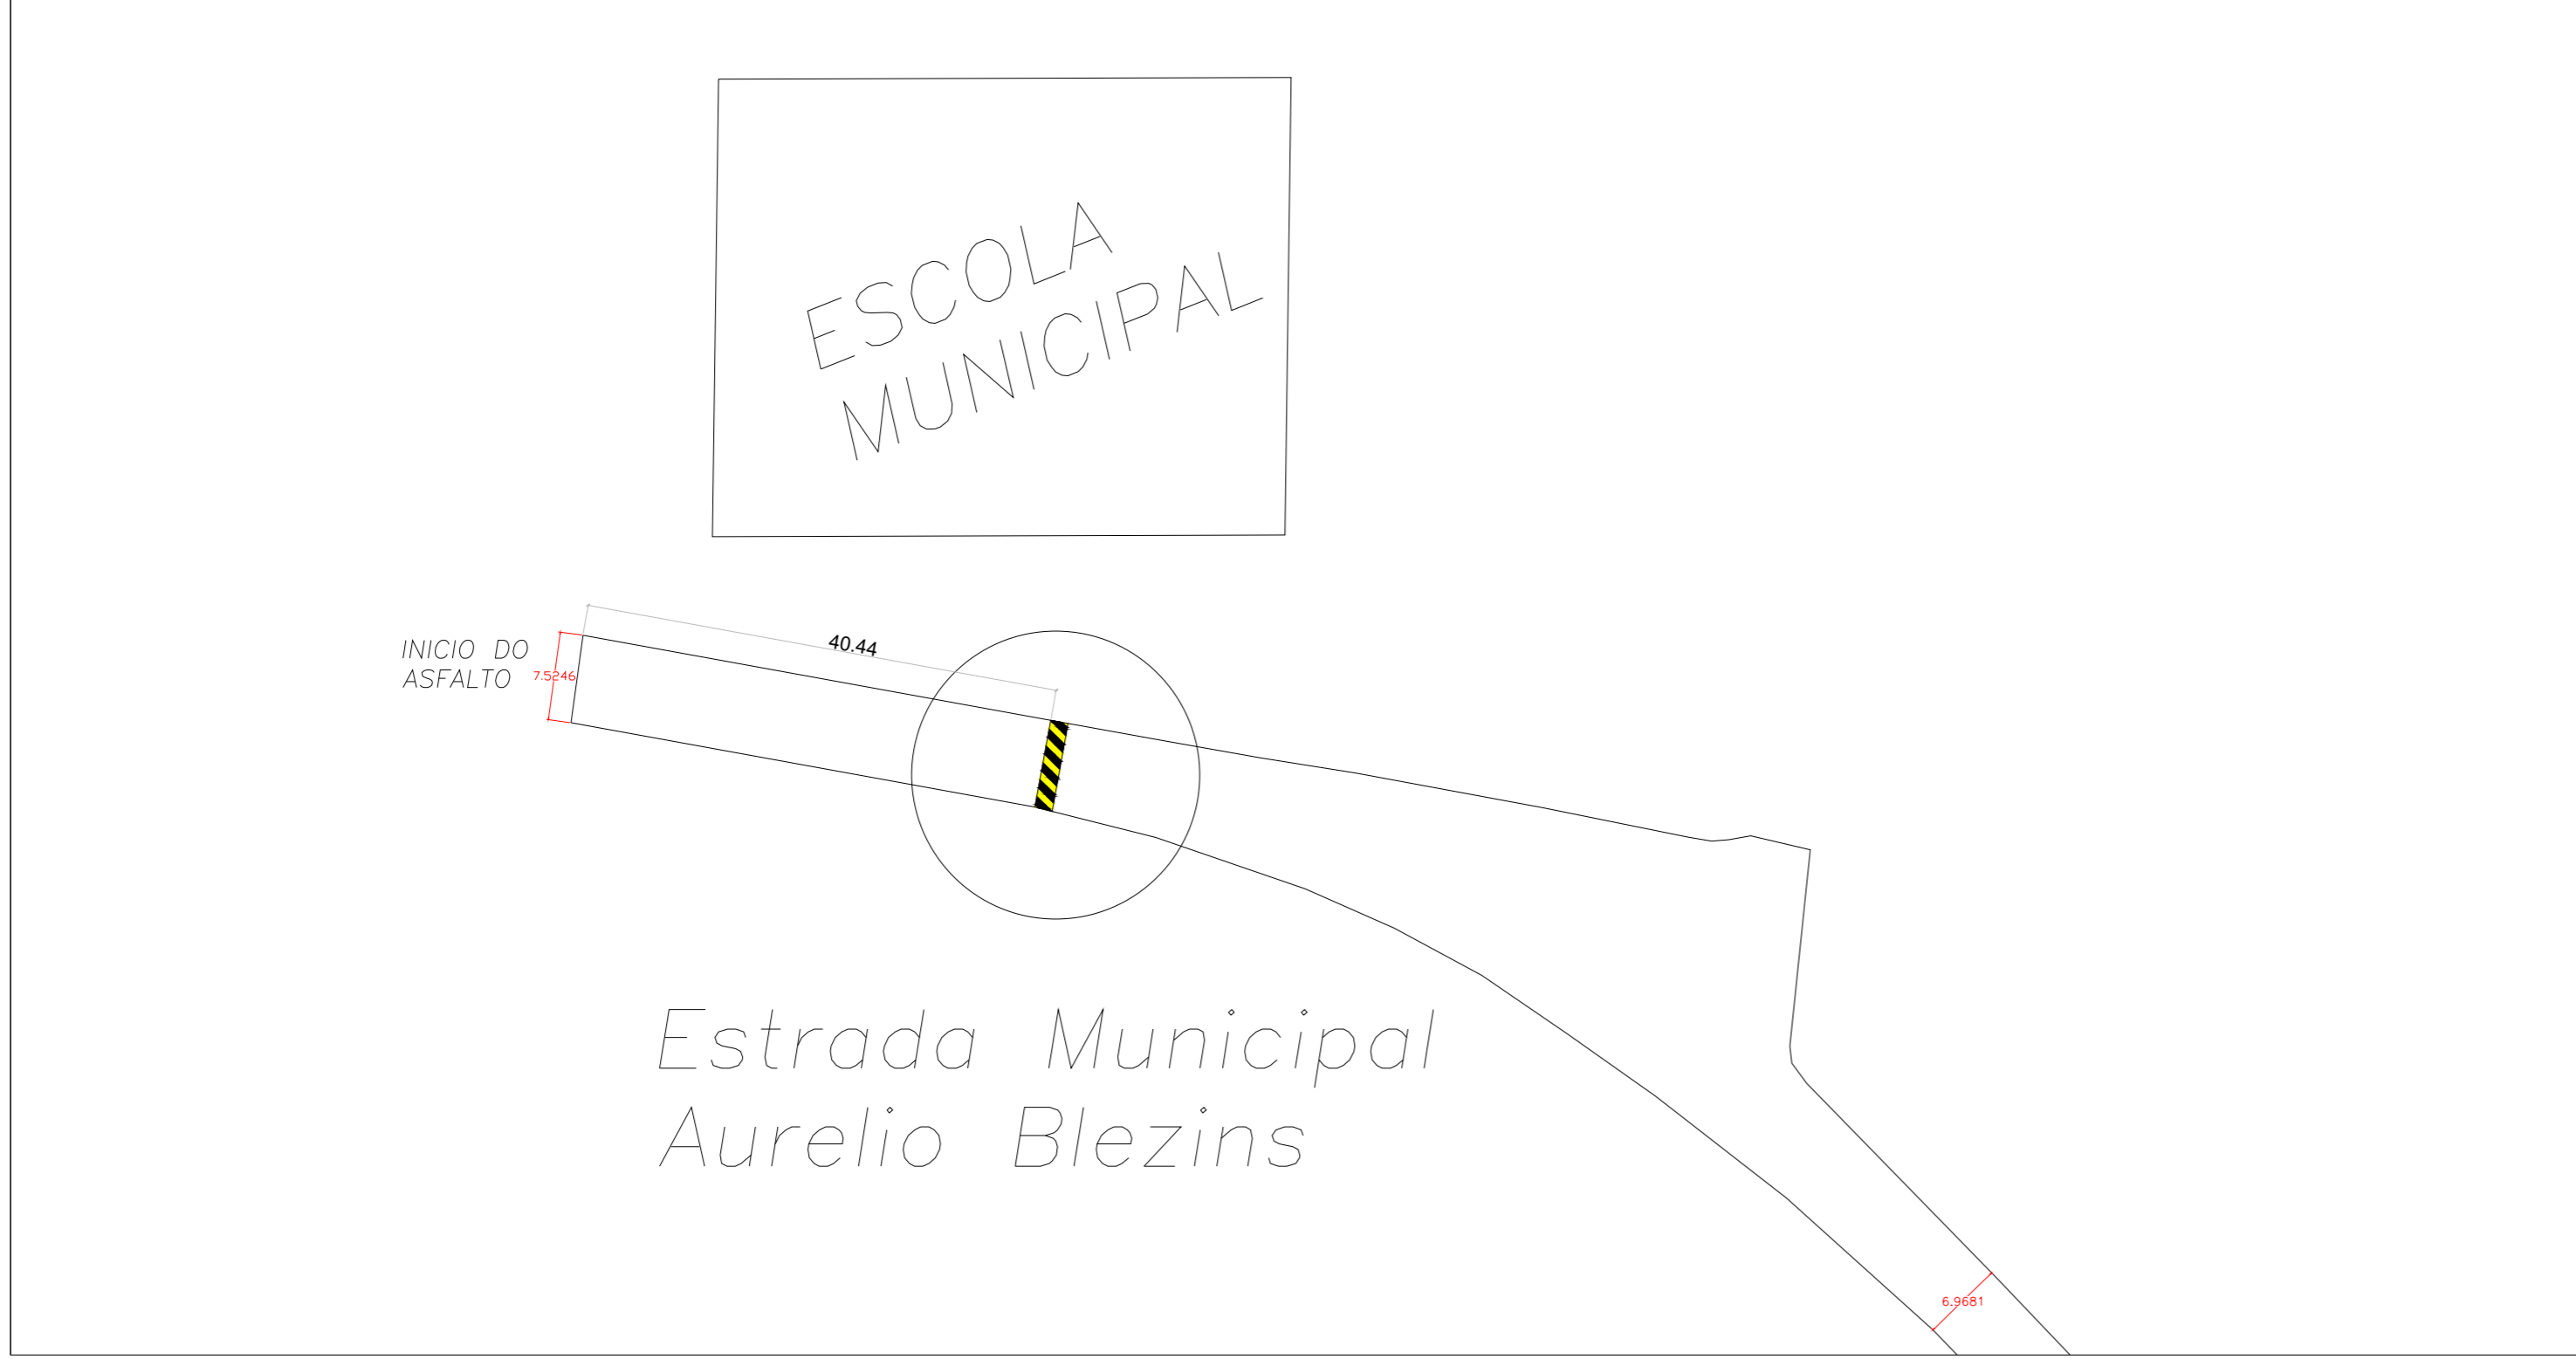 ESCOLA
MUNICIPAL
40.44
INICIO DO
ASFALTO
7.5246
Estrada Municipal
Aurelio Blezins
6.9681